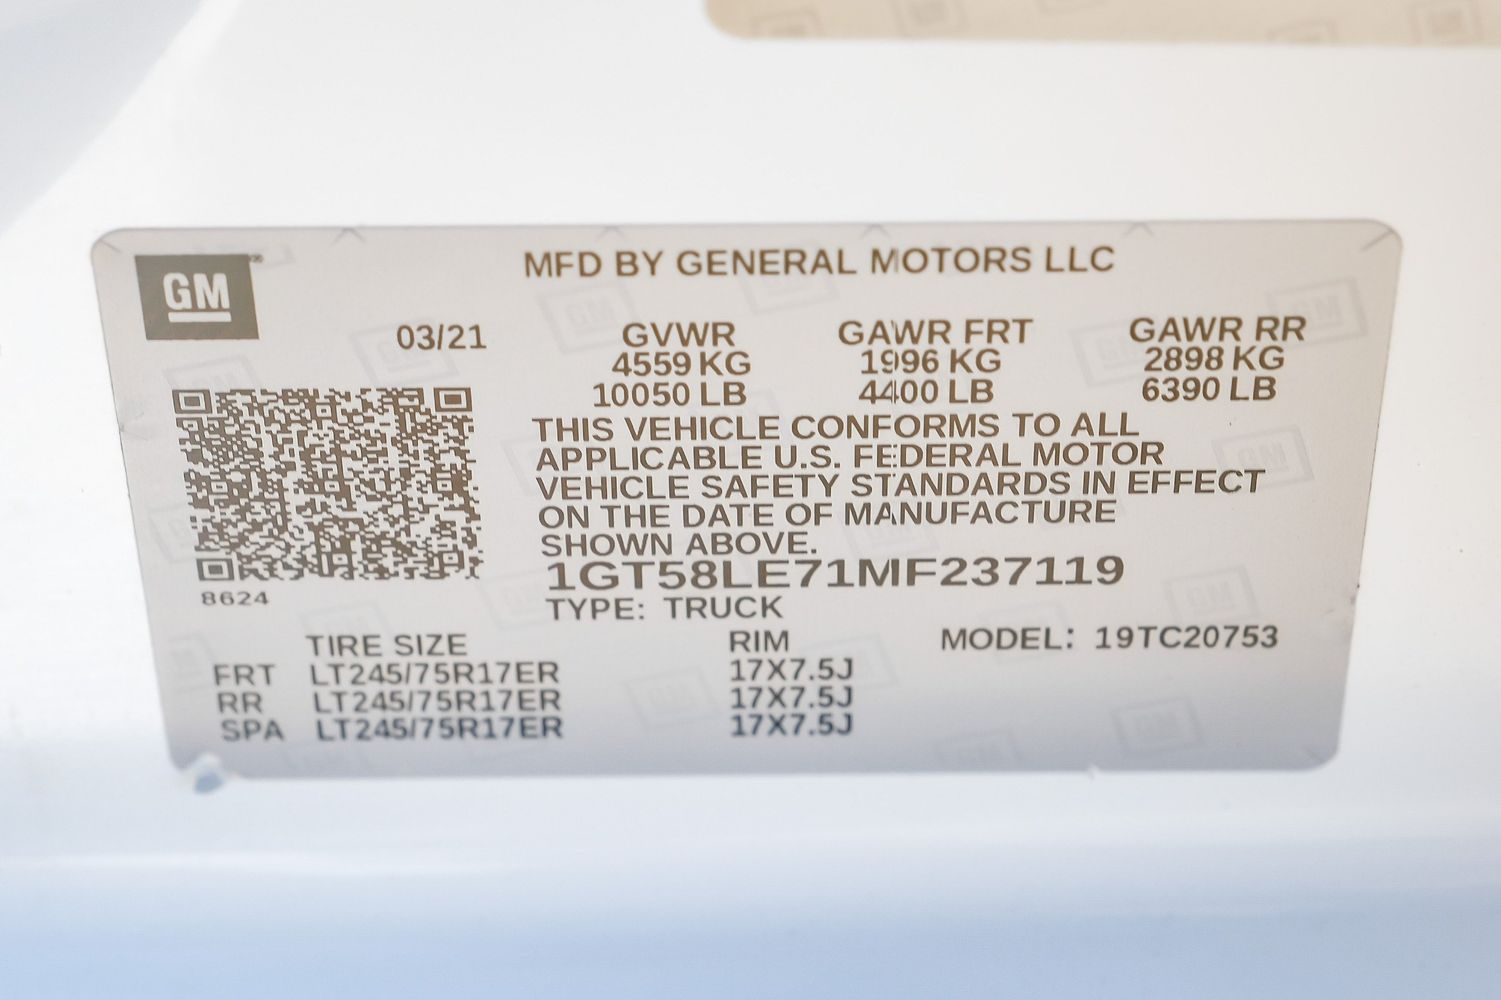 GM
MFD BY GENERAL MOTORS LLC
03/21
GVWR GAWR FRT GAWR RR
4559 KG 1996 KG 2898 KG
10050 LB 4400 LB 6390 LB
THIS VEHICLE CONFORMS TO ALL
APPLICABLE U.S. FEDERAL MOTOR
VEHICLE SAFETY STANDARDS IN EFFECT
ON THE DATE OF MANUFACTURE
SHOWN ABOVE.
1GT58LE71MF237119
8624
TYPE: TRUCK
TIRE SIZE RIM MODEL: 19TC20753
FRT LT245/75R17ER 17X7.5J
RR LT245/75R17ER 17X7.5J
SPA LT245/75R17ER 17X7.5J